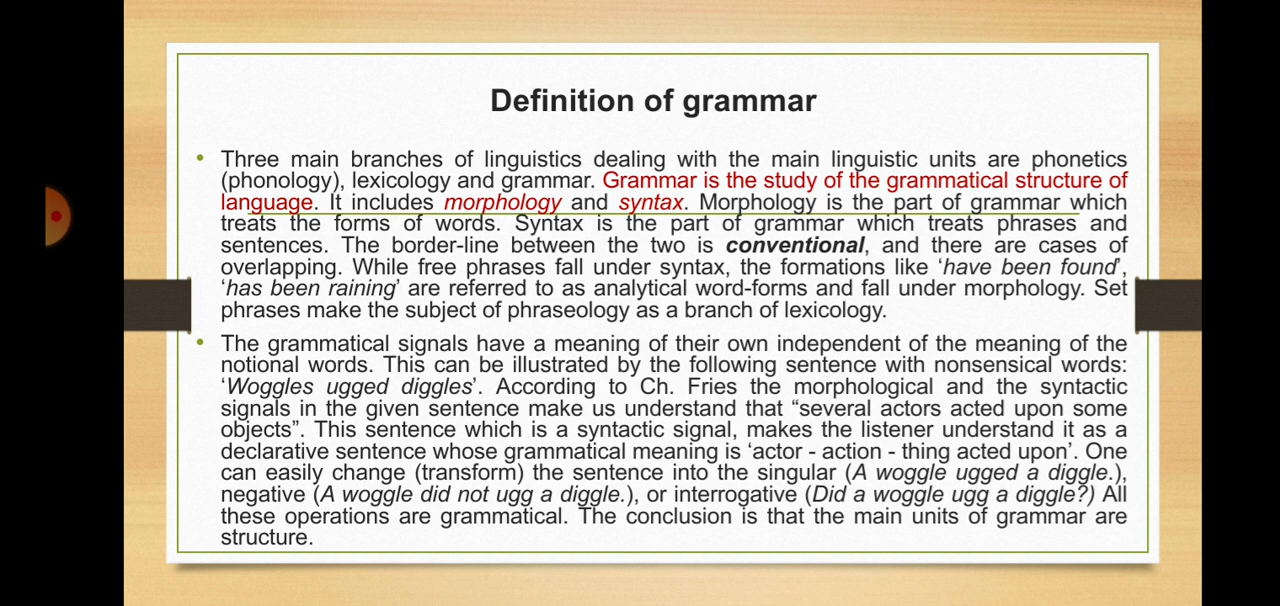 Definition of grammar
• Three main branches of linguistics dealing with the main linguistic units are phonetics
(phonology), lexicology and grammar. Grammar is the study of the grammatical structure of
language. It includes morphology and syntax. Morphology is the part of grammar which
treats the forms of words. Syntax is the part of grammar which treats phrases and
sentences. The border-line between the two is conventional, and there are cases of
overlapping. While free phrases fall under syntax, the formations like ‘have been found’,
‘has been raining’ are referred to as analytical word-forms and fall under morphology. Set
phrases make the subject of phraseology as a branch of lexicology.
• The grammatical signals have a meaning of their own independent of the meaning of the
notional words. This can be illustrated by the following sentence with nonsensical words:
‘Woggles ugged diggles’. According to Ch. Fries the morphological and the syntactic
signals in the given sentence make us understand that “several actors acted upon some
objects”. This sentence which is a syntactic signal, makes the listener understand it as a
declarative sentence whose grammatical meaning is ‘actor - action - thing acted upon’. One
can easily change (transform) the sentence into the singular (A woggle ugged a diggle.),
negative (A woggle did not ugg a diggle.), or interrogative (Did a woggle ugg a diggle?) All
these operations are grammatical. The conclusion is that the main units of grammar are
structure.